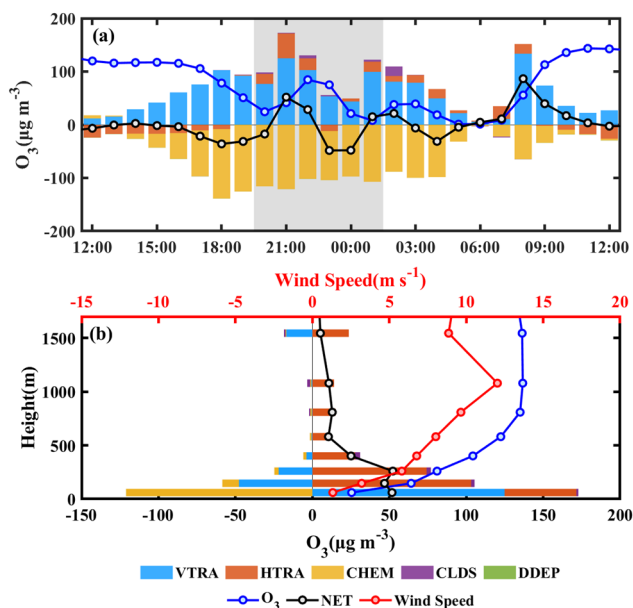 (a)
O3(μg m-3)
200
100
0
-100
-200
12:00 15:00 18:00 21:00 00:00 03:00 06:00 09:00 12:00
Wind Speed(m s-1)
-15 -10 -5 0 5 10 15 20
(b)
Height(m)
1500
1000
500
0
-150 -100 -50 0 50 100 150 200
O3(μg m-3)
VTRA HTRA CHEM CLDS DDEP
O3 NET Wind Speed